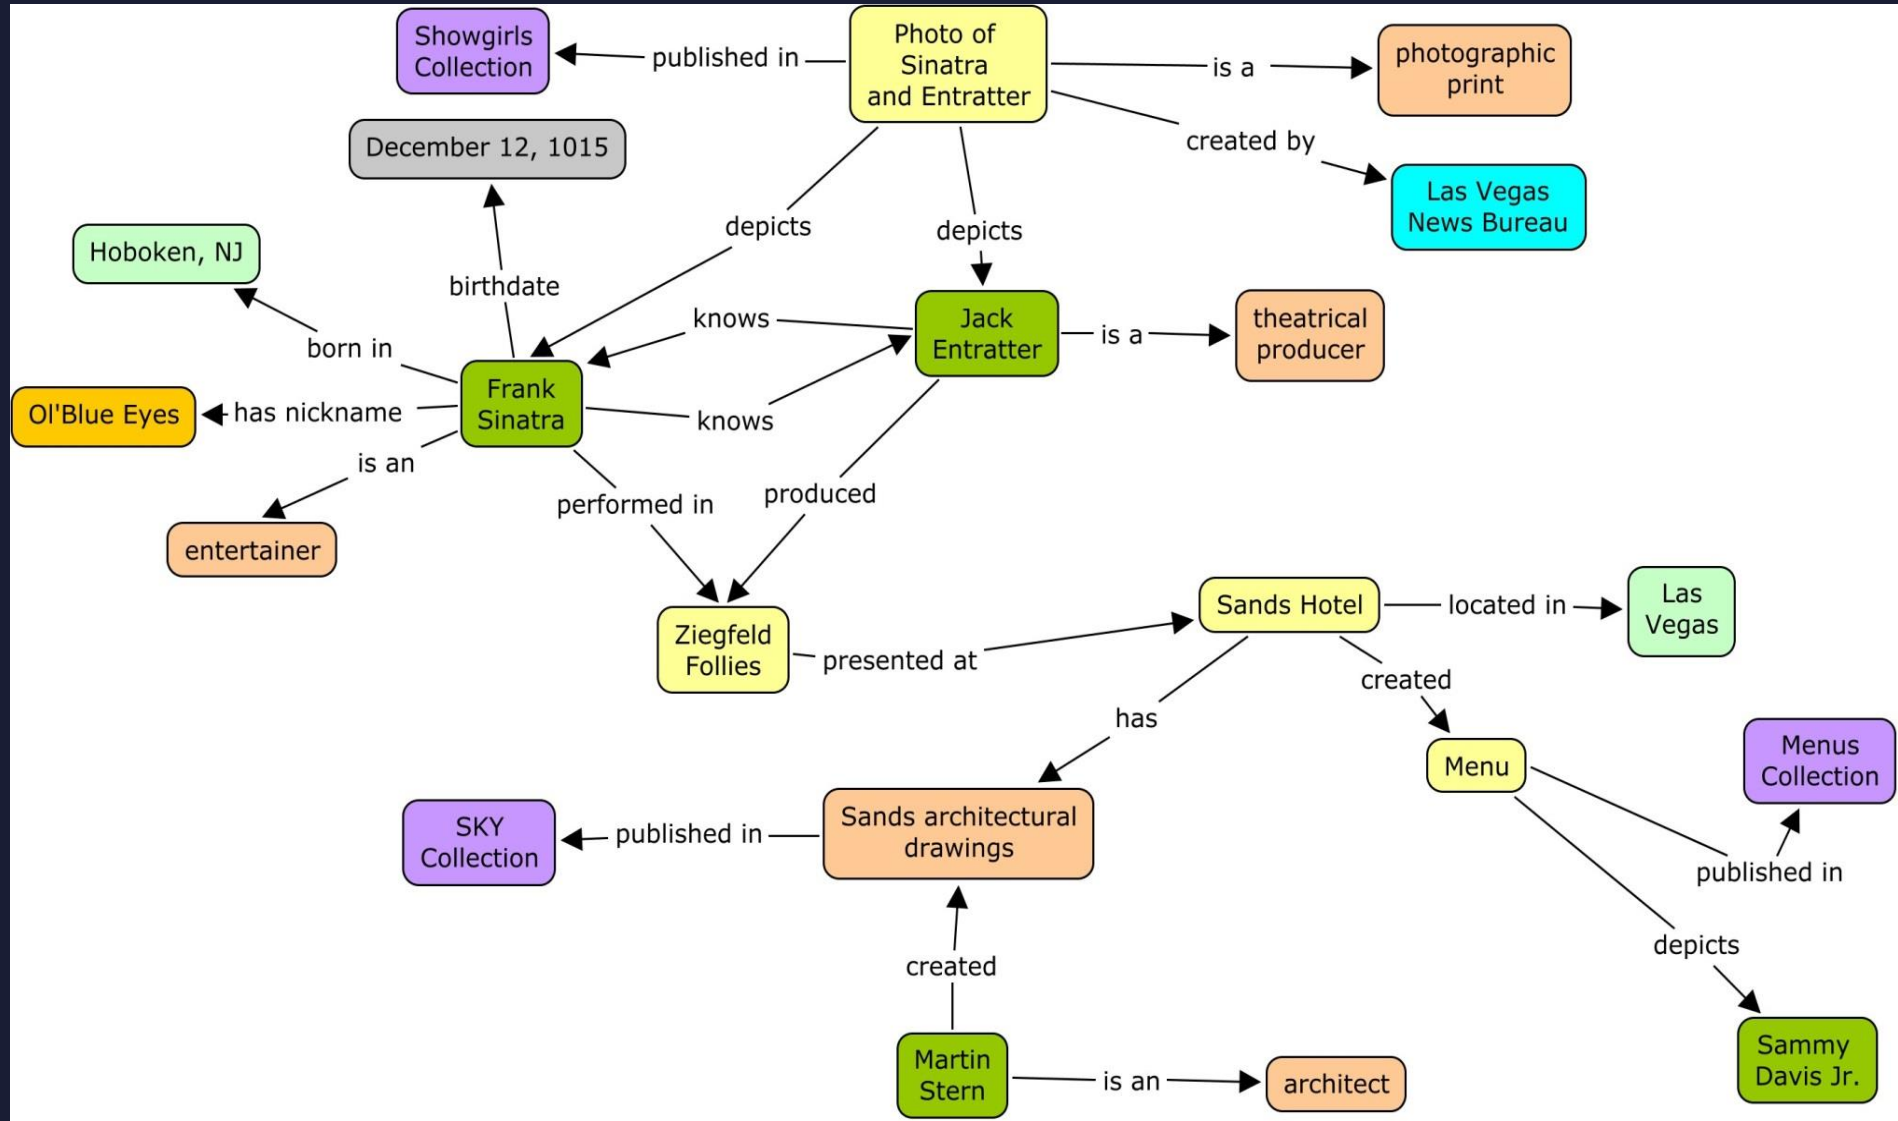 Showgirls
Collection
published in
Photo of
Sinatra
and Entratter
is a
photographic
print
created by
Las Vegas
News Bureau
December 12, 1015
depicts
depicts
Hoboken, NJ
birthdate
born in
knows
Jack
Entratter
is a
theatrical
producer
Ol'Blue Eyes
has nickname
Frank
Sinatra
knows
is an
entertainer
performed in
produced
Ziegfeld
Follies
presented at
Sands Hotel
located in
Las
Vegas
has
created
Menu
Menus
Collection
published in
SKY
Collection
published in
Sands architectural
drawings
depicts
created
Sammy
Davis Jr.
Martin
Stern
is an
architect